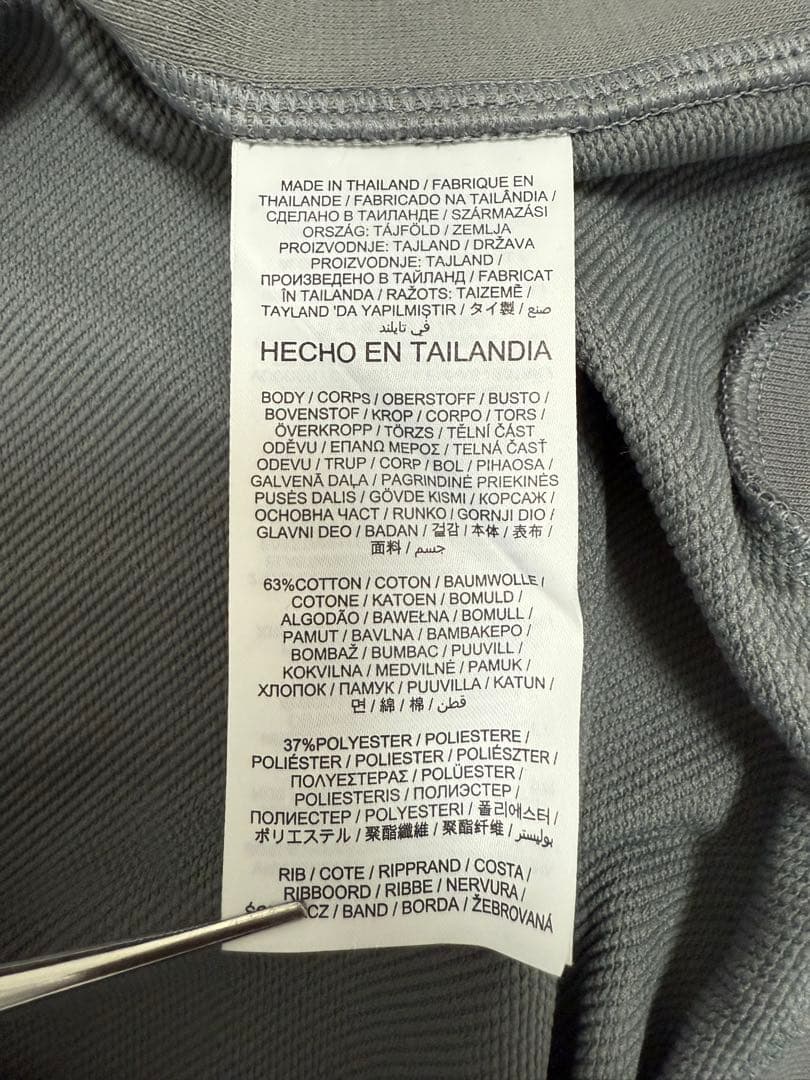 MADE IN THAILAND / FABRIQUE EN
THAILANDE / FABRICADO NA TAILÂNDIA /
СДЕЛАНО В ТАИЛАНДЕ / SZÁRMAZÁSI
ORSZÁG: TÁJFÖLD / ZEMLJA
PROIZVODNJE: TAJLAND / DRŽAVA
PROIZVODNJE: TAJLAND /
ПРОИЗВЕДЕНО В ТАЙЛАНД / FABRICAT
ÎN TAILANDA / RAŽOTS: TAIZEMĒ /
TAYLAND 'DA YAPILMIŞTIR / タイ製 / صنع
في تايلند
HECHO EN TAILANDIA
BODY / CORPS / OBERSTOFF / BUSTO /
BOVENSTOF / KROP / CORPO / TORS /
ÖVERKROPP / TÖRZS / TĚLNÍ ČÁST
ODĚVU / ΕΠΑΝΩ ΜΕΡΟΣ / TELNÁ ČASŤ
ODEVU / TRUP / CORP / BOL / PIHAOSA /
GALVENĀ DAĻA / PAGRINDINĖ PRIEKINĖS
PUSĖS DALIS / GÖVDE KISMI / КОРСАЖ /
ОСНОВНА ЧАСТ / RUNKO / GORNJI DIO /
GLAVNI DEO / BADAN / 겉감 / 本体 / 表布 /
面料 / جسم
63%COTTON / COTON / BAUMWOLLE /
COTONE / KATOEN / BOMULD /
ALGODÃO / BAWEŁNA / BOMULL /
PAMUT / BAVLNA / ΒΑΜΒΑΚΕΡΟ /
BOMBAŽ / BUMBAC / PUUVILL /
KOKVILNA / MEDVILNĖ / PAMUK /
ХЛОПОК / ПАМУК / PUUVILLA / KATUN /
면 / 綿 / 棉 / قطن
37%POLYESTER / POLIESTERE /
POLIÉSTER / POLIESTER / POLIÉSZTER /
ΠΟΛΥΕΣΤΕΡΑΣ / POLÜESTER /
POLIESTERIS / ПОЛИЭСТЕР /
ПОЛИЕСТЕР / POLYESTERI / 폴리에스터 /
ポリエステル / 聚酯纖維 / 聚酯纤维 / بوليستر
RIB / COTE / RIPPRAND / COSTA /
RIBBOORD / RIBBE / NERVURA /
/ BAND / BORDA / ŽEBROVANÁ